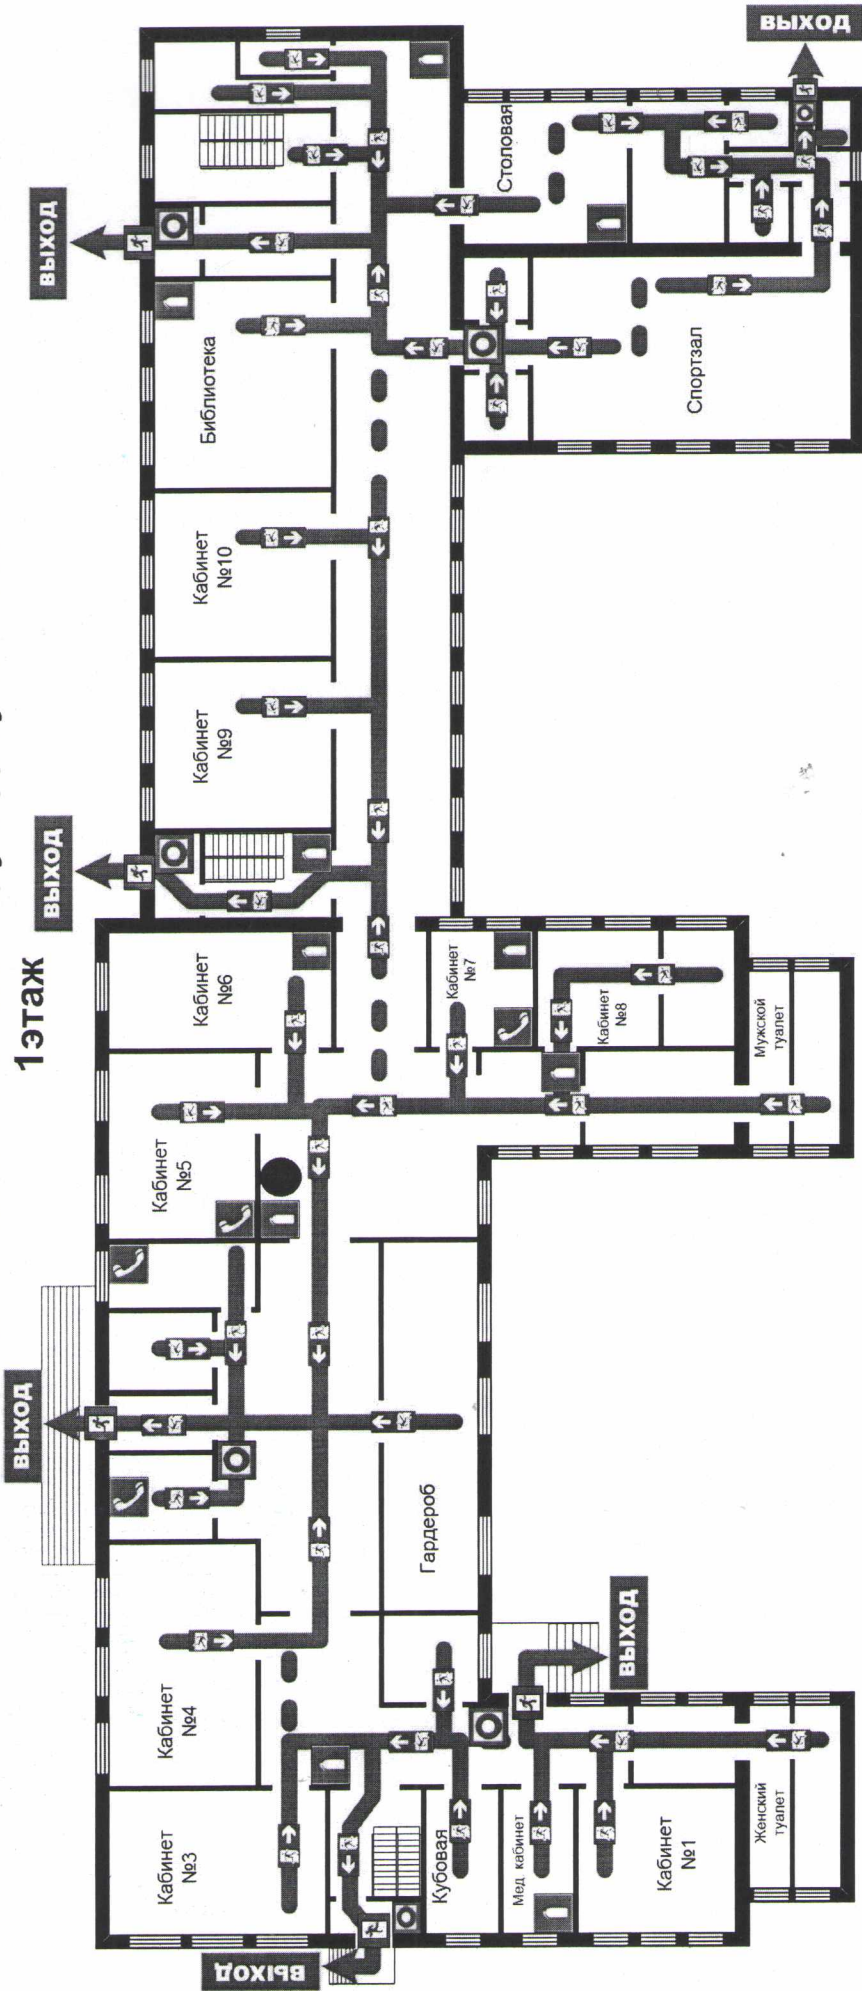 1этаж
ВЫХОД
ВЫХОД
ВЫХОД
ВЫХОД
ВЫХОД
ВЫХОД
Кабинет
№3
Кабинет
№4
Кабинет
№5
Кабинет
№6
Кабинет
№9
Кабинет
№10
Библиотека
Гардероб
Кабинет
№7
Кабинет
№8
Мужской
туалет
Кубовая
Мед кабинет
Кабинет
№1
Женский
туалет
Столовая
Спортзал